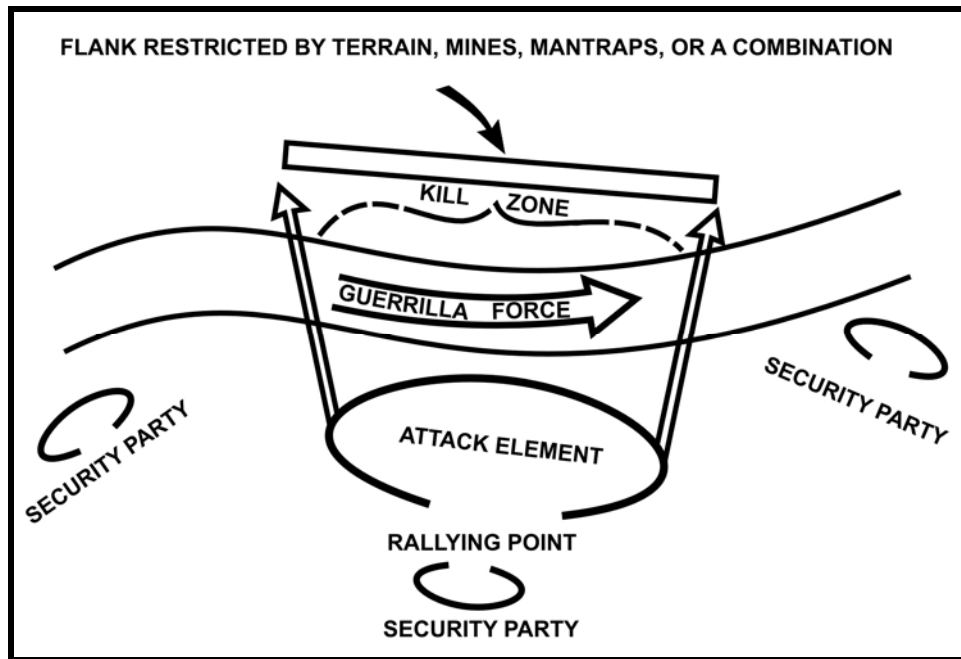 FLANK RESTRICTED BY TERRAIN, MINES, MANTRAPS, OR A COMBINATION
KILL ZONE
GUERRILLA FORCE
SECURITY PARTY
ATTACK ELEMENT
SECURITY PARTY
RALLYING POINT
SECURITY PARTY